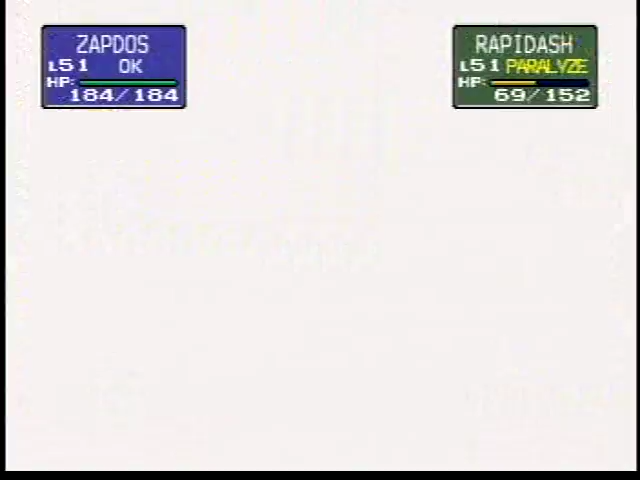 ZAPDOS
L51 OK
HP:
184/184
RAPIDASH
L51 PARALYZE
HP:
69/152